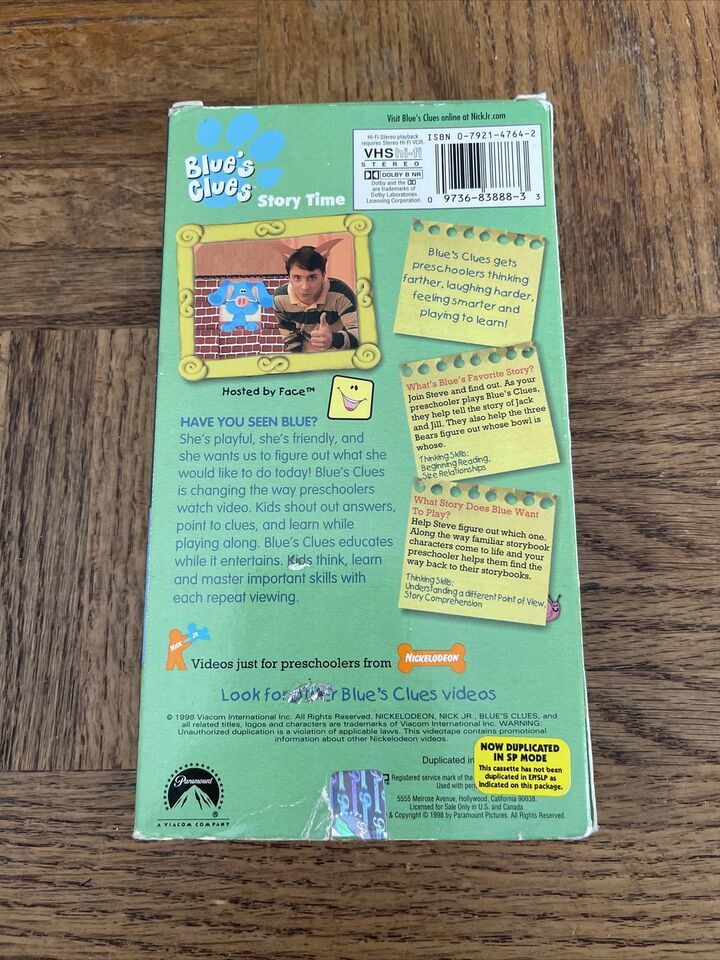 Visit Blue's Clues online at NickJr.com
Blue's
Clues
Story Time
Hi-Fi Stereo playback
requires Stereo Hi-Fi VCR
VHS hi-fi
STEREO
DOLBY B NR
Dolby and the
are trademarks of
Dolby Laboratories
Licensing Corporation.
ISBN 0-7921-4764-2
0 9736-83888-3 3
Blue's Clues gets
preschoolers thinking
farther, laughing harder,
feeling smarter and
playing to learn!
Hosted by Face™
HAVE YOU SEEN BLUE?
She's playful, she's friendly, and
she wants us to figure out what she
would like to do today! Blue's Clues
is changing the way preschoolers
watch video. Kids shout out answers,
point to clues, and learn while
playing along. Blue's Clues educates
while it entertains. Kids think, learn
and master important skills with
each repeat viewing.
What's Blue's Favorite Story?
Join Steve and find out. As your
preschooler plays Blue's Clues,
they help tell the story of Jack
and Jill. They also help the three
Bears figure out whose bowl is
whose.
Thinking Skills:
Beginning Reading,
Size Relationships
What Story Does Blue Want
To Play?
Help Steve figure out which one.
Along the way familiar storybook
characters come to life and your
preschooler helps them find the
way back to their storybooks.
Thinking Skills:
Understanding a different Point of View,
Story Comprehension
NICK JR.
Videos just for preschoolers from
NICKELODEON
Look for Blue's Clues videos
© 1998 Viacom International Inc. All Rights Reserved. NICKELODEON, NICK JR., BLUE'S CLUES, and
all related titles, logos and characters are trademarks of Viacom International Inc. WARNING:
Unauthorized duplication is a violation of applicable laws. This videotape contains promotional
information about other Nickelodeon videos.
Duplicated in
NOW DUPLICATED
IN SP MODE
This cassette has not been
duplicated in EP/SLP as
indicated on this package.
Registered service mark of the
Used with
5555 Melrose Avenue, Hollywood, California 90038
Licensed for Sale Only in U.S. and Canada
& Copyright © 1998 by Paramount Pictures. All Rights Reserved.
Paramount
®
A VIACOM COMPANY